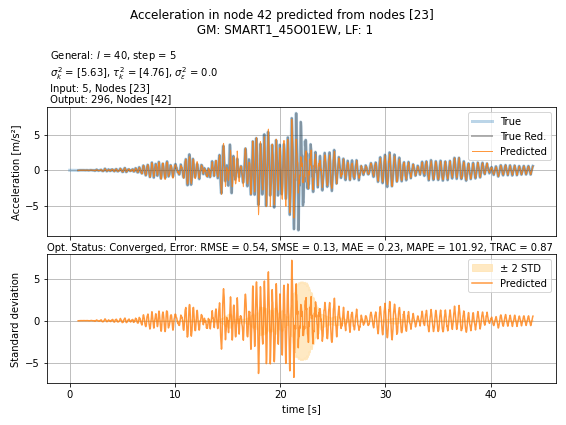 Acceleration in node 42 predicted from nodes [23]
GM: SMART1_45O01EW, LF: 1
General: l = 40, step = 5
σ²ₖ = [5.63], τ²ₖ = [4.76], σ²ε = 0.0
Input: 5, Nodes [23]
Output: 296, Nodes [42]
Acceleration [m/s²]
5
0
−5
True
True Red.
Predicted
Opt. Status: Converged, Error: RMSE = 0.54, SMSE = 0.13, MAE = 0.23, MAPE = 101.92, TRAC = 0.87
Standard deviation
5
0
−5
± 2 STD
Predicted
0 10 20 30 40
time [s]